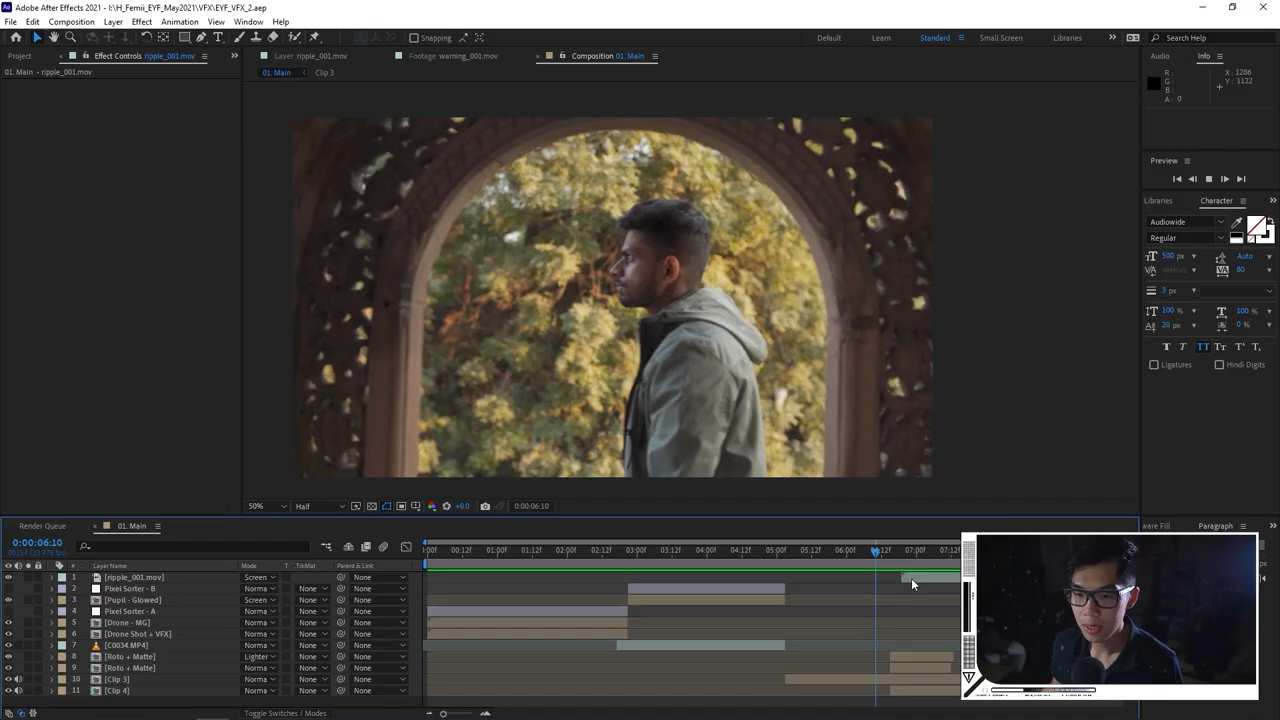 Adobe After Effects 2021 - I:\H_Femii_EYF_May2021\VFX\EYF_VFX_2.aep
File Edit Composition Layer Effect Animation View Window Help
Snapping Default Learn Standard Small Screen Libraries Search Help
Project Effect Controls ripple_001.mov Layer ripple_001.mov Footage warning_001.mov Composition 01. Main Audio Info
01. Main • ripple_001.mov 01. Main Clip 3
R: X: 1286
G: Y: 1122
B:
A: 0
Preview
Libraries Character
Audiowide
Regular
500 px Auto
Metrics 80
3 px
100 % 100 %
20 px 0 %
Ligatures Hindi Digits
50% Half +0.0 0:00:06:10
Render Queue 01. Main Paragraph
0:00:06:10
00:12f 01:00f 01:12f 02:00f 02:12f 03:00f 03:12f 04:00f 04:12f 05:00f 05:12f 06:00f 07:00f 07:12f
# Layer Name Mode T TrkMat Parent & Link
1 [ripple_001.mov] Screen None
2 Pixel Sorter - B Norma None None
3 [Pupil - Glowed] Screen None None
4 Pixel Sorter - A Norma None None
5 [Drone - MG] Norma None None
6 [Drone Shot + VFX] Norma None None
7 [C0034.MP4] Norma None None
8 [Roto + Matte] Lighter None None
9 [Roto + Matte] Norma None None
10 [Clip 3] Norma None None
11 [Clip 4] Norma None None
Toggle Switches / Modes